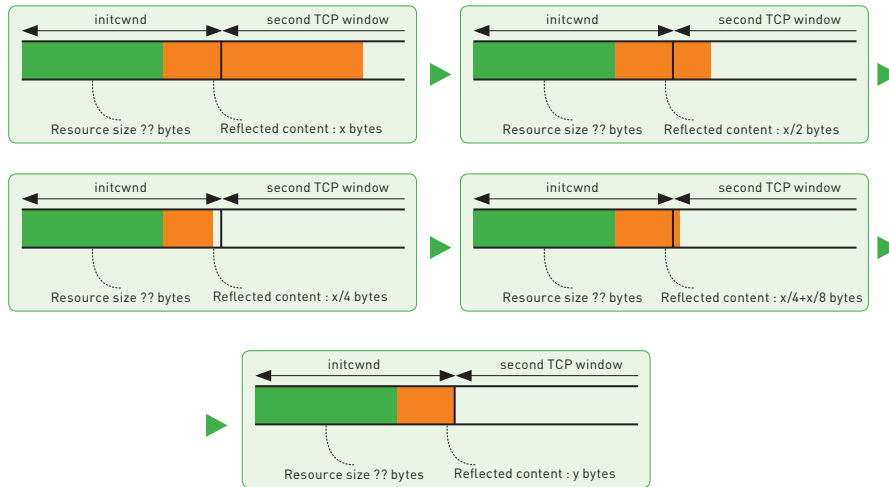 initcwnd second TCP window
Resource size ?? bytes Reflected content : x bytes
initcwnd second TCP window
Resource size ?? bytes Reflected content : x/2 bytes
initcwnd second TCP window
Resource size ?? bytes Reflected content : x/4 bytes
initcwnd second TCP window
Resource size ?? bytes Reflected content : x/4+x/8 bytes
initcwnd second TCP window
Resource size ?? bytes Reflected content : y bytes